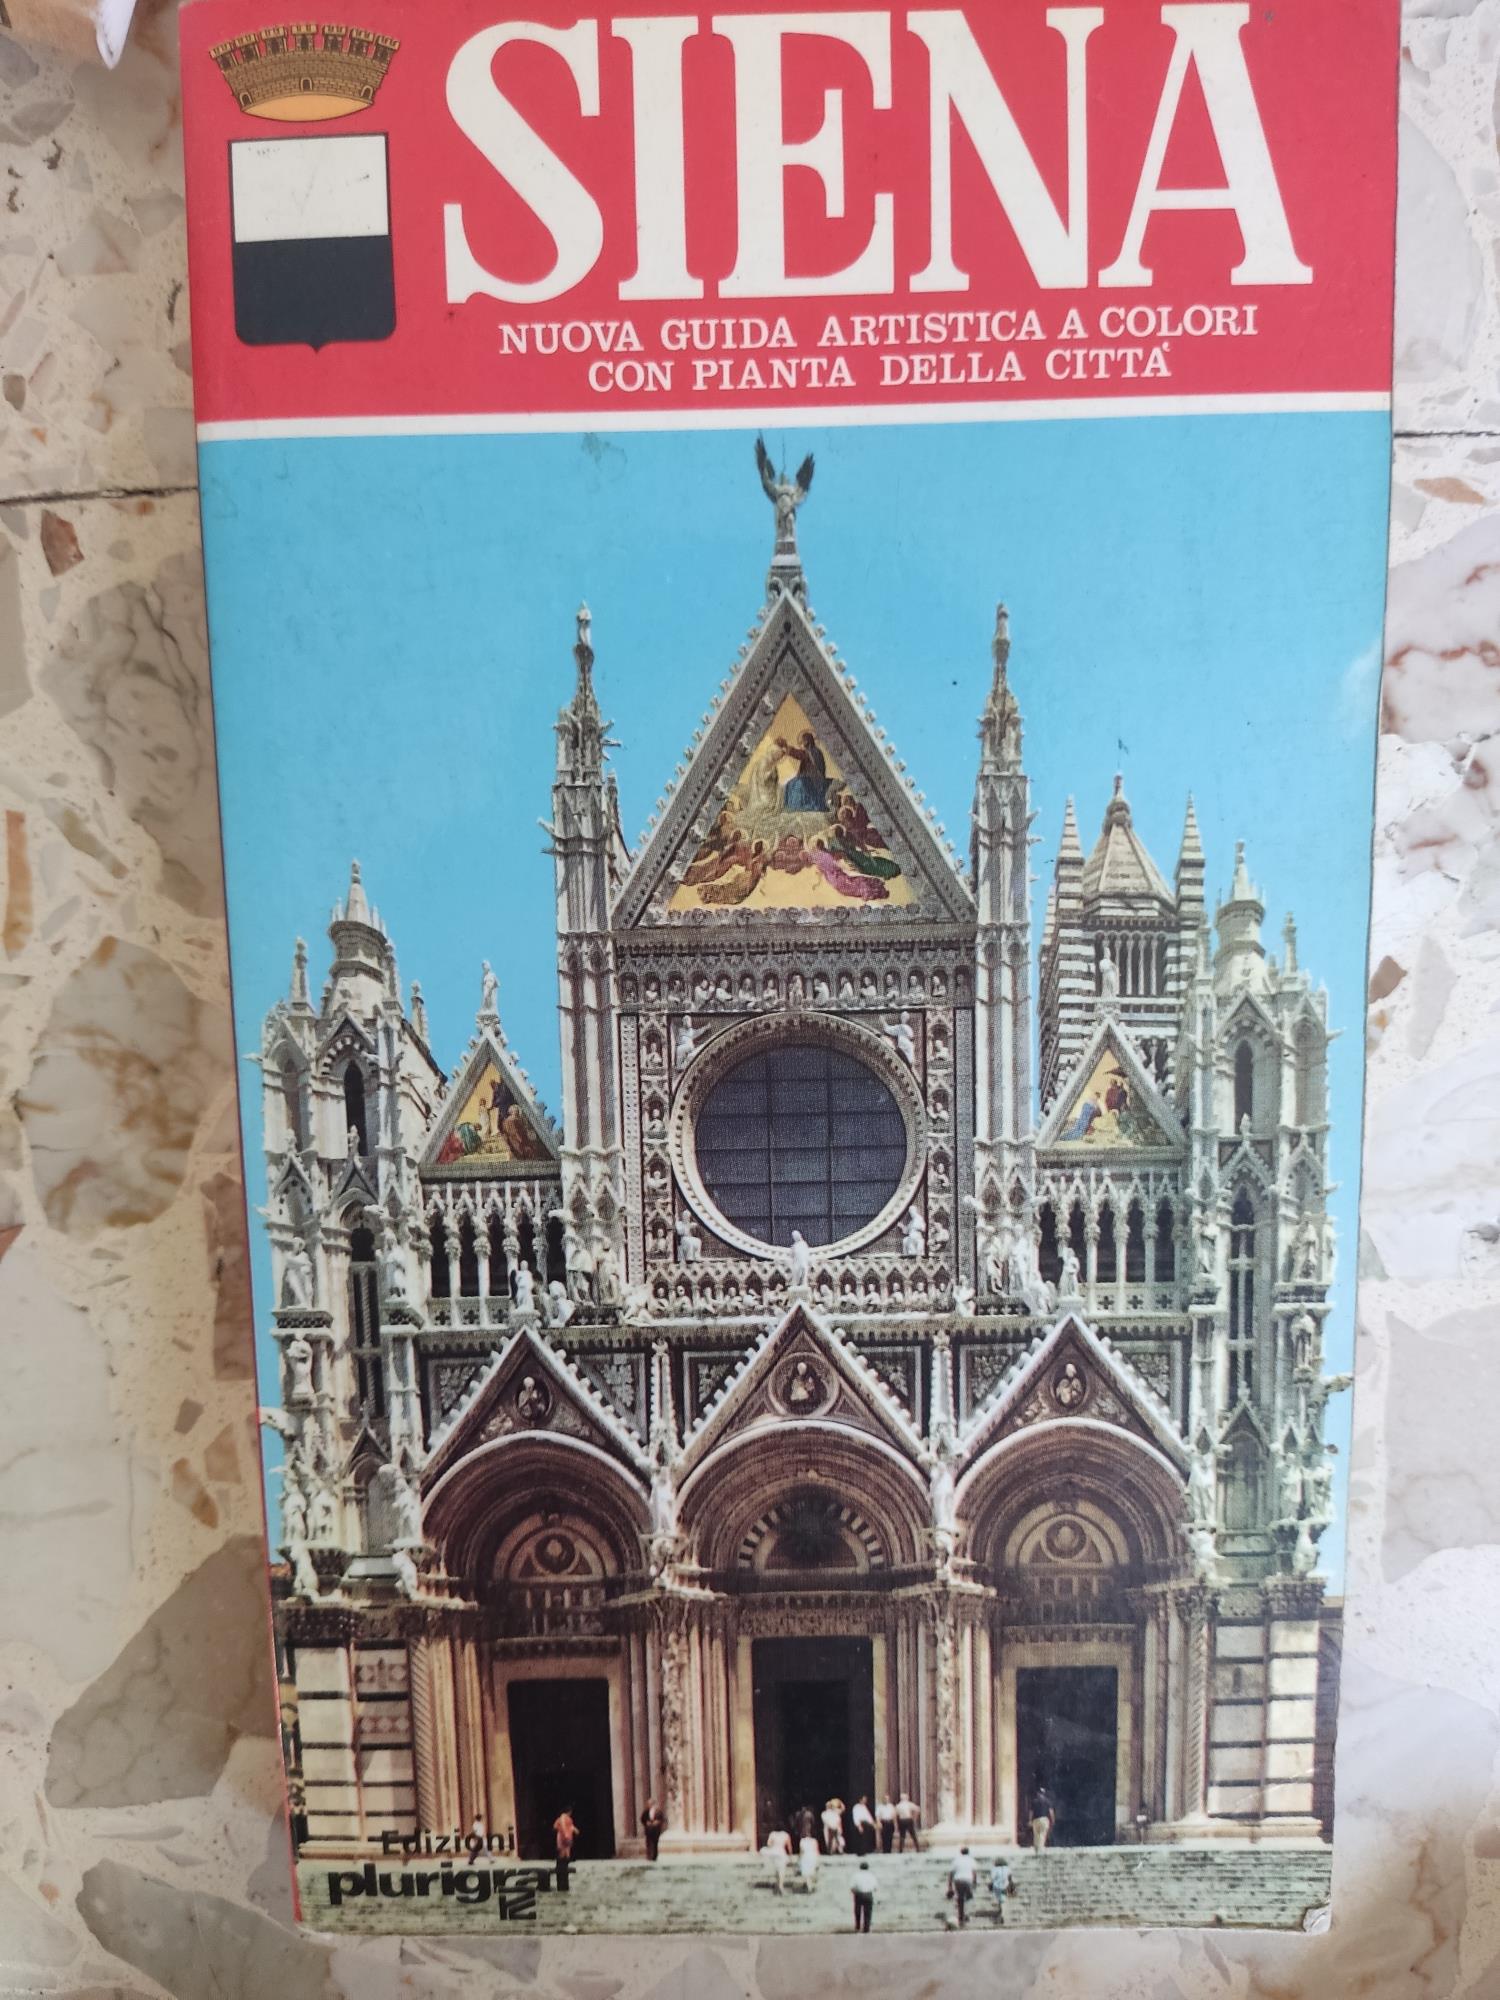 SIENA
NUOVA GUIDA ARTISTICA A COLORI
CON PIANTA DELLA CITTA'
Edizioni
plurigraf